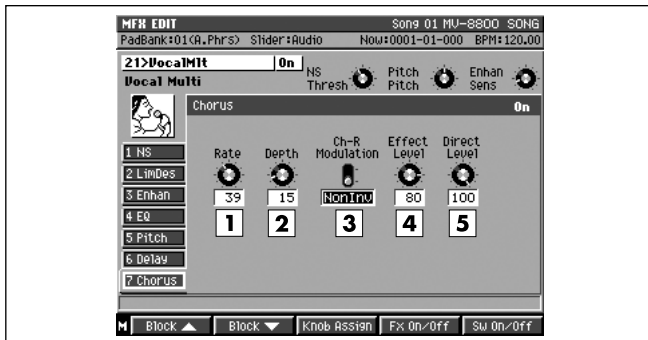 MFX EDIT Song 01 MV-8800 SONG
PadBank:01(A.Phrs) Slider:Audio Now:0001-01-000 BPM:120.00
21>VocalMlt On
Vocal Multi
NS Thresh Pitch Pitch Enhan Sens
Chorus On
Rate Depth Ch-R Modulation Effect Level Direct Level
39 15 NonInv 80 100
1 2 3 4 5
1 NS
2 LimDes
3 Enhan
4 EQ
5 Pitch
6 Delay
7 Chorus
M Block ▲ Block ▼ Knob Assign FX On/Off Sw On/Off